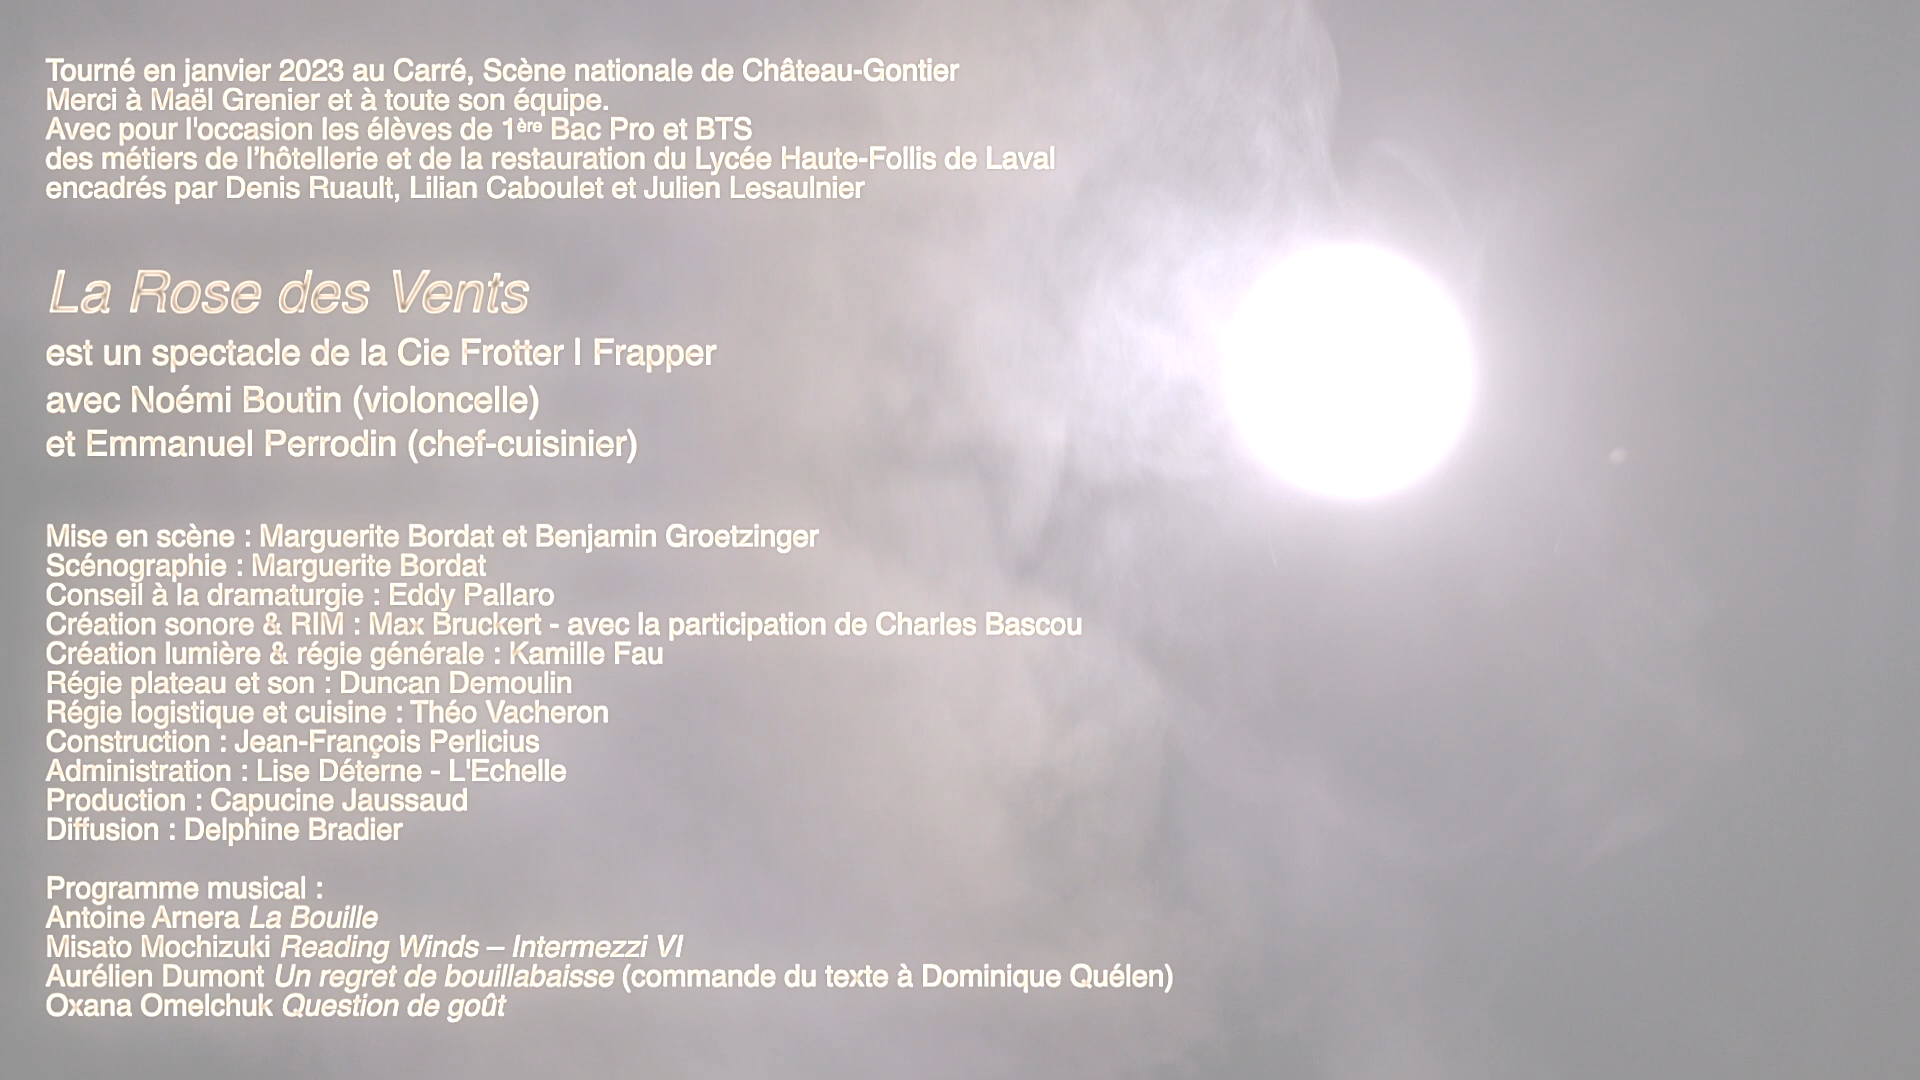 Tourné en janvier 2023 au Carré, Scène nationale de Château-Gontier
Merci à Maël Grenier et à toute son équipe.
Avec pour l'occasion les élèves de 1ère Bac Pro et BTS
des métiers de l’hôtellerie et de la restauration du Lycée Haute-Follis de Laval
encadrés par Denis Ruault, Lilian Caboulet et Julien Lesaulnier
La Rose des Vents
est un spectacle de la Cie Frotter | Frapper
avec Noémi Boutin (violoncelle)
et Emmanuel Perrodin (chef-cuisinier)
Mise en scène : Marguerite Bordat et Benjamin Groetzinger
Scénographie : Marguerite Bordat
Conseil à la dramaturgie : Eddy Pallaro
Création sonore & RIM : Max Bruckert - avec la participation de Charles Bascou
Création lumière & régie générale : Kamille Fau
Régie plateau et son : Duncan Demoulin
Régie logistique et cuisine : Théo Vacheron
Construction : Jean-François Perlicius
Administration : Lise Déterne - L'Echelle
Production : Capucine Jaussaud
Diffusion : Delphine Bradier
Programme musical :
Antoine Arnera La Bouille
Misato Mochizuki Reading Winds – Intermezzi VI
Aurélien Dumont Un regret de bouillabaisse (commande du texte à Dominique Quélen)
Oxana Omelchuk Question de goût